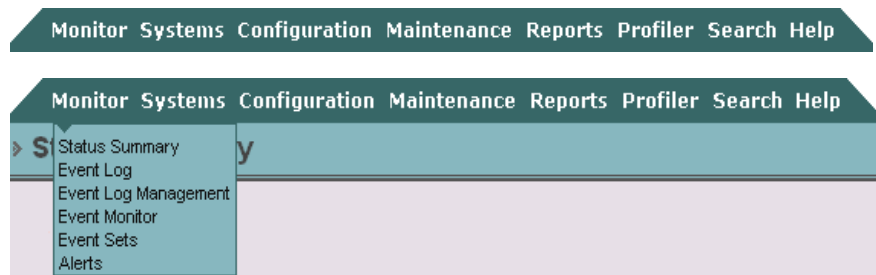 Monitor Systems Configuration Maintenance Reports Profiler Search Help
Monitor Systems Configuration Maintenance Reports Profiler Search Help
Status Summary
Event Log
Event Log Management
Event Monitor
Event Sets
Alerts